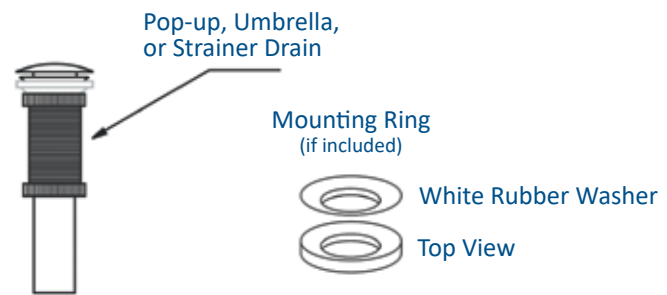 Pop-up, Umbrella,
or Strainer Drain
Mounting Ring
(if included)
White Rubber Washer
Top View